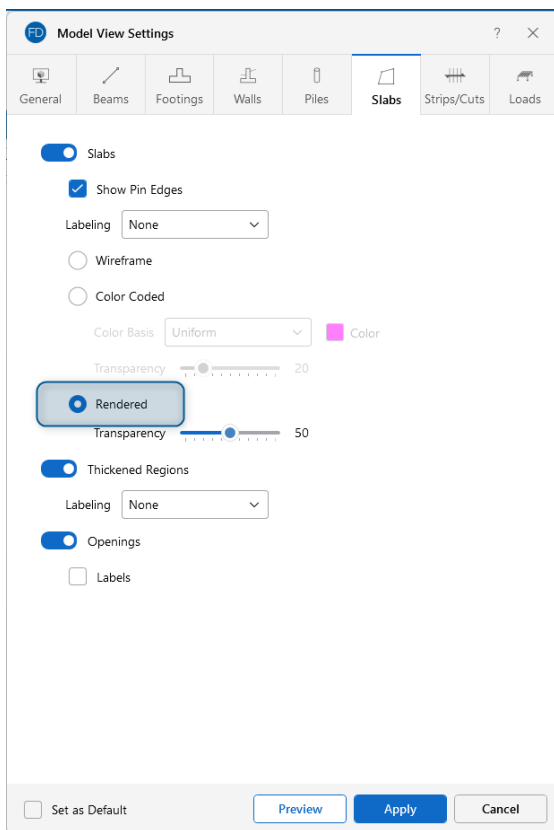 FD Model View Settings ? ×
General Beams Footings Walls Piles Slabs Strips/Cuts Loads
Slabs
Show Pin Edges
Labeling None
Wireframe
Color Coded
Color Basis Uniform Color
Transparency 20
Rendered
Transparency 50
Thickened Regions
Labeling None
Openings
Labels
Set as Default Preview Apply Cancel